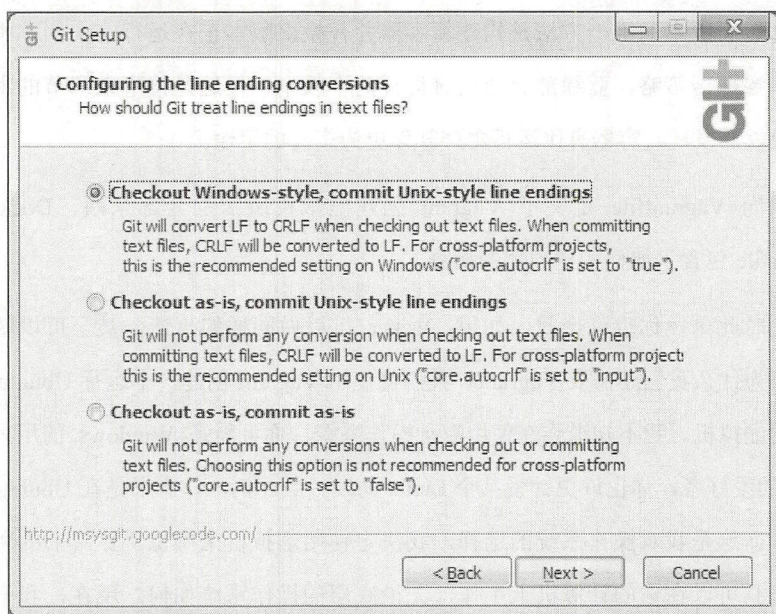 Git Setup
Configuring the line ending conversions
How should Git treat line endings in text files?
Git
Checkout Windows-style, commit Unix-style line endings
Git will convert LF to CRLF when checking out text files. When committing
text files, CRLF will be converted to LF. For cross-platform projects,
this is the recommended setting on Windows ("core.autocrlf" is set to "true").
Checkout as-is, commit Unix-style line endings
Git will not perform any conversion when checking out text files. When
committing text files, CRLF will be converted to LF. For cross-platform project
this is the recommended setting on Unix ("core.autocrlf" is set to "input").
Checkout as-is, commit as-is
Git will not perform any conversions when checking out or committing
text files. Choosing this option is not recommended for cross-platform
projects ("core.autocrlf" is set to "false").
http://msysgit.googlecode.com/
< Back
Next >
Cancel